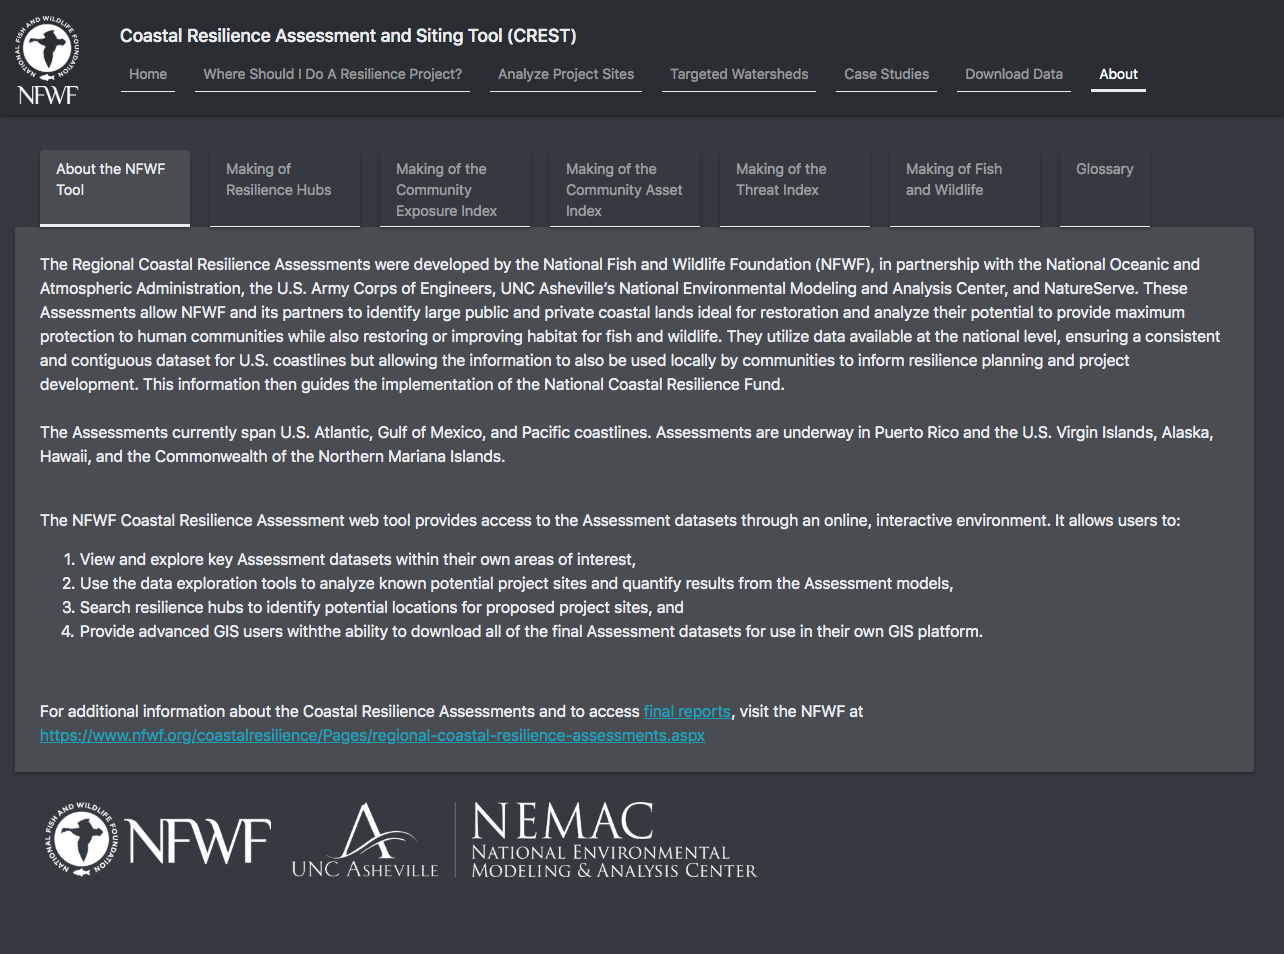 NATIONAL FISH AND WILDLIFE FOUNDATION
NFWF
Coastal Resilience Assessment and Siting Tool (CREST)
Home Where Should I Do A Resilience Project? Analyze Project Sites Targeted Watersheds Case Studies Download Data About
About the NFWF
Tool
Making of
Resilience Hubs
Making of the
Community
Exposure Index
Making of the
Community Asset
Index
Making of the
Threat Index
Making of Fish
and Wildlife
Glossary
The Regional Coastal Resilience Assessments were developed by the National Fish and Wildlife Foundation (NFWF), in partnership with the National Oceanic and
Atmospheric Administration, the U.S. Army Corps of Engineers, UNC Asheville’s National Environmental Modeling and Analysis Center, and NatureServe. These
Assessments allow NFWF and its partners to identify large public and private coastal lands ideal for restoration and analyze their potential to provide maximum
protection to human communities while also restoring or improving habitat for fish and wildlife. They utilize data available at the national level, ensuring a consistent
and contiguous dataset for U.S. coastlines but allowing the information to also be used locally by communities to inform resilience planning and project
development. This information then guides the implementation of the National Coastal Resilience Fund.
The Assessments currently span U.S. Atlantic, Gulf of Mexico, and Pacific coastlines. Assessments are underway in Puerto Rico and the U.S. Virgin Islands, Alaska,
Hawaii, and the Commonwealth of the Northern Mariana Islands.
The NFWF Coastal Resilience Assessment web tool provides access to the Assessment datasets through an online, interactive environment. It allows users to:
1. View and explore key Assessment datasets within their own areas of interest,
2. Use the data exploration tools to analyze known potential project sites and quantify results from the Assessment models,
3. Search resilience hubs to identify potential locations for proposed project sites, and
4. Provide advanced GIS users withthe ability to download all of the final Assessment datasets for use in their own GIS platform.
For additional information about the Coastal Resilience Assessments and to access final reports, visit the NFWF at
https://www.nfwf.org/coastalresilience/Pages/regional-coastal-resilience-assessments.aspx
NATIONAL FISH AND WILDLIFE FOUNDATION
NFWF
UNC ASHEVILLE
NEMAC
NATIONAL ENVIRONMENTAL
MODELING & ANALYSIS CENTER